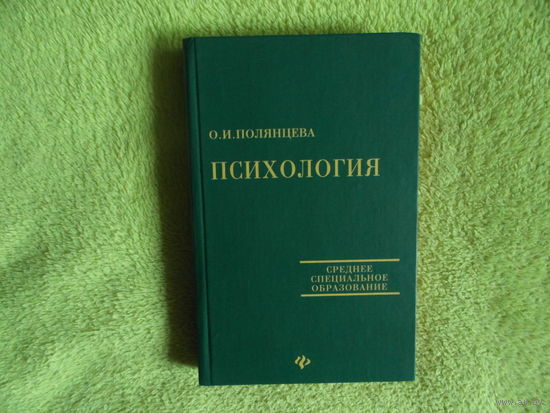 О.И.ПОЛЯНЦЕВА
ПСИХОЛОГИЯ
СРЕДНЕЕ
СПЕЦИАЛЬНОЕ
ОБРАЗОВАНИЕ